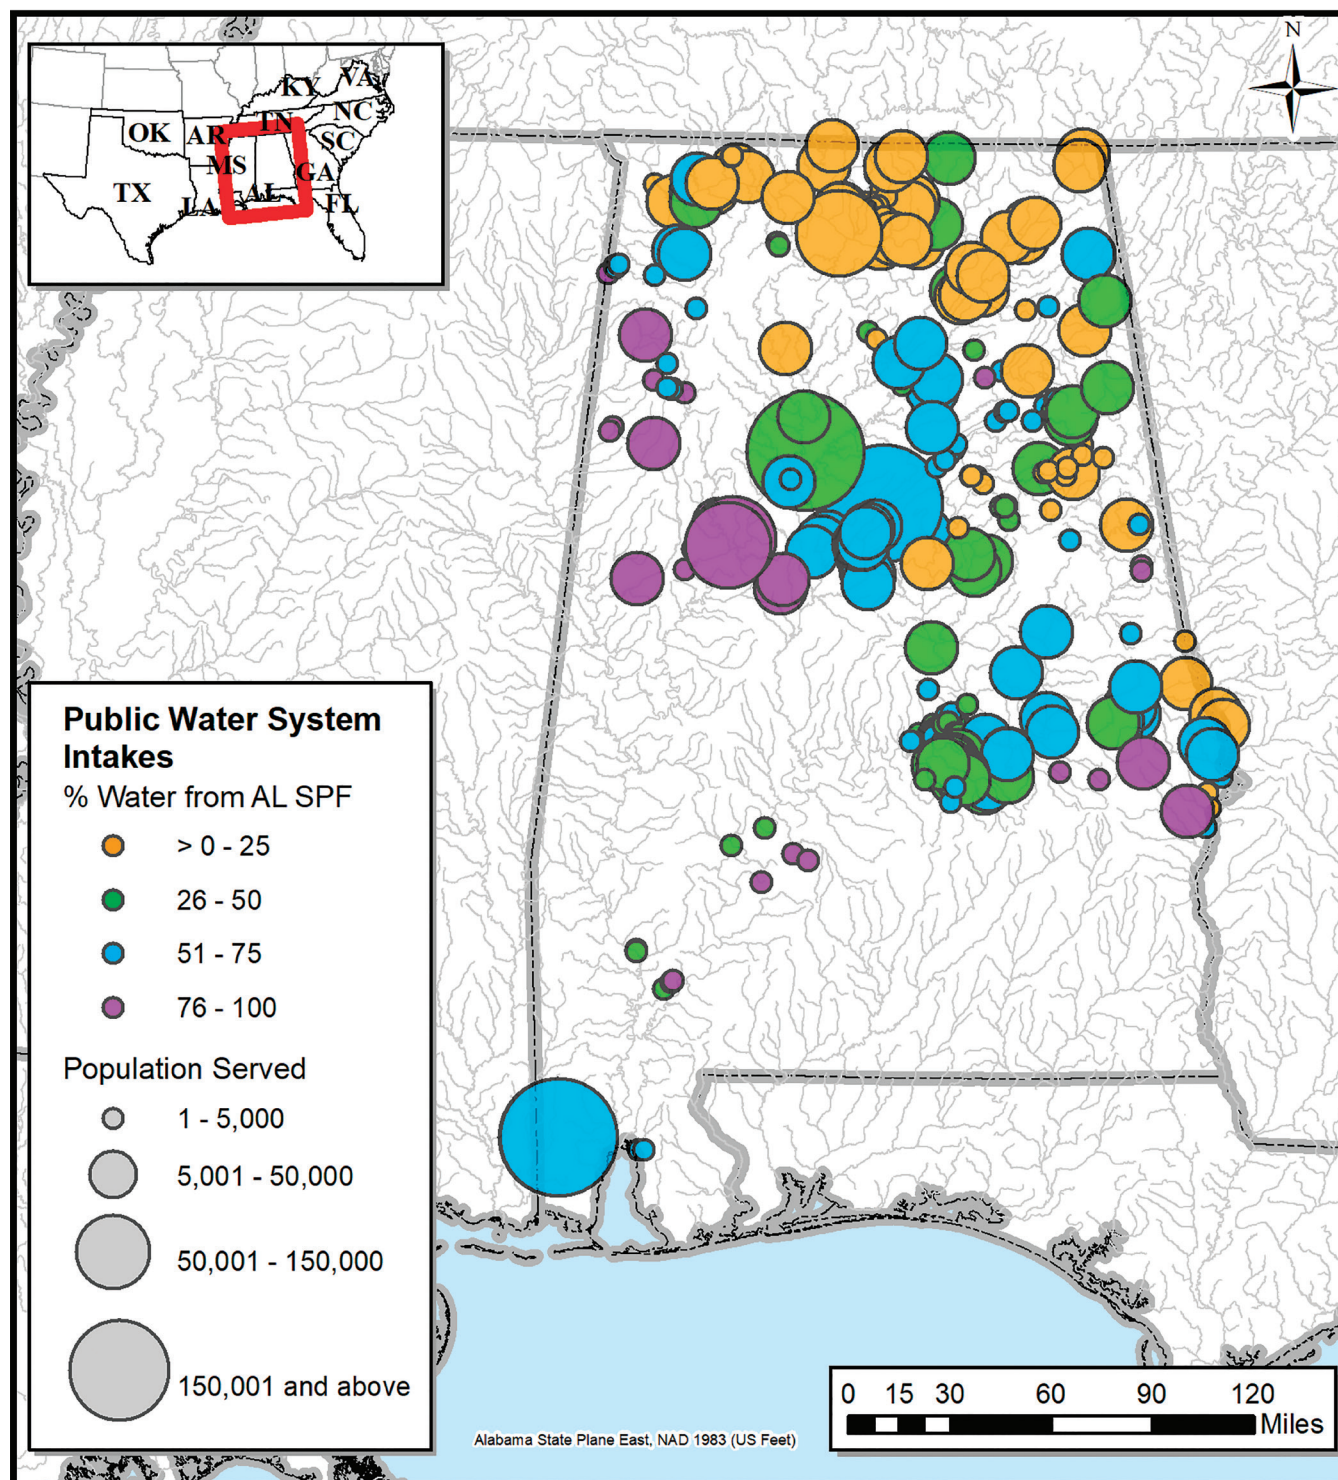 N
KY
VA
OK
AR
TN
NC
SC
MS
GA
TX
AL
LA
FL
Public Water System
Intakes
% Water from AL SPF
> 0 - 25
26 - 50
51 - 75
76 - 100
Population Served
1 - 5,000
5,001 - 50,000
50,001 - 150,000
150,001 and above
0 15 30 60 90 120
Miles
Alabama State Plane East, NAD 1983 (US Feet)